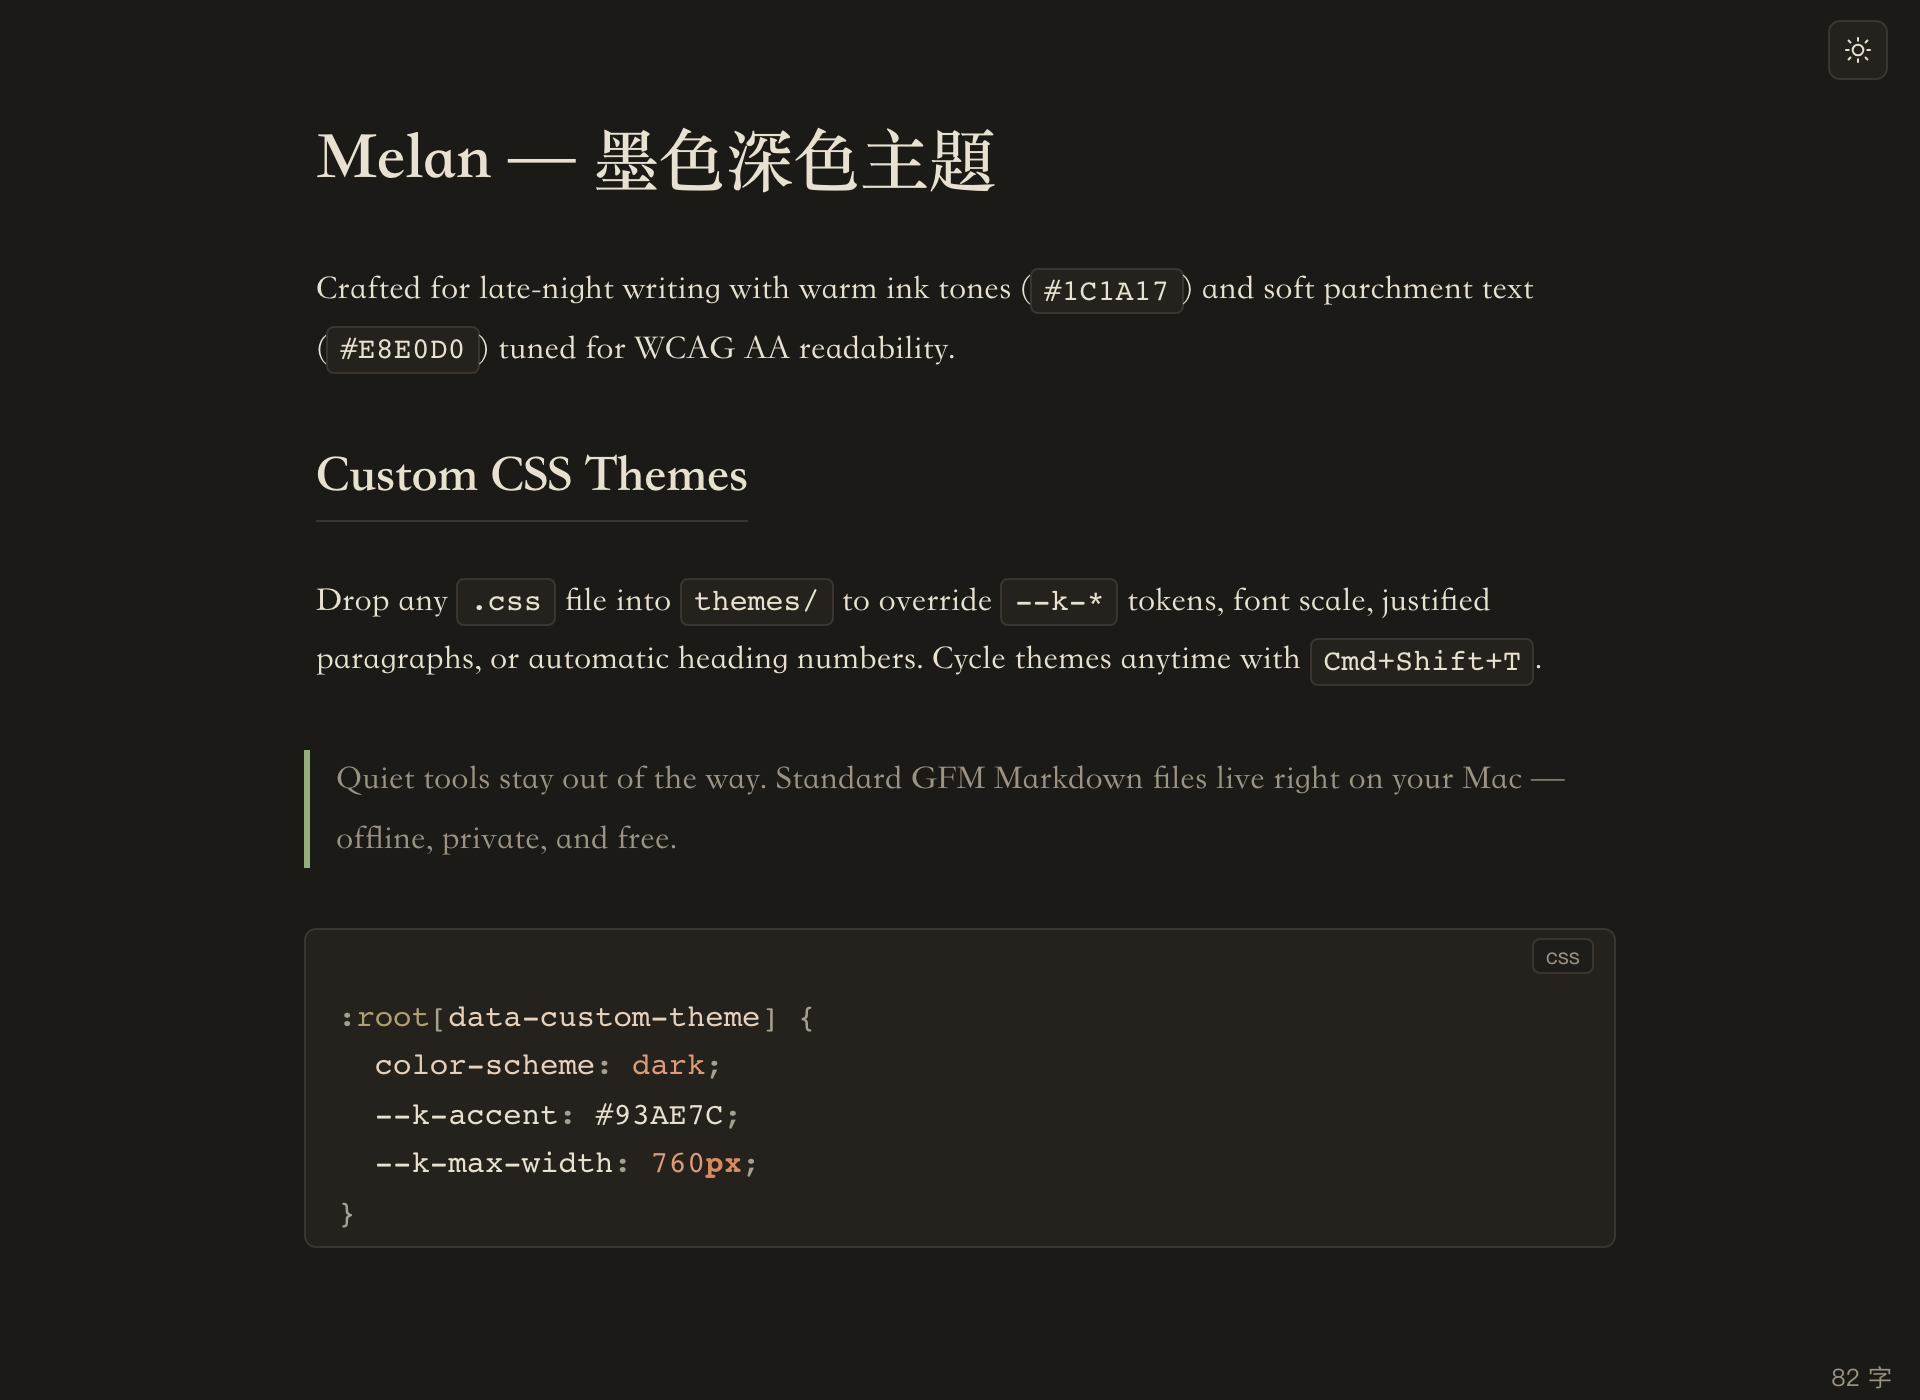 Melan — 墨色深色主題
Crafted for late-night writing with warm ink tones (#1C1A17) and soft parchment text
(#E8E0D0) tuned for WCAG AA readability.
Custom CSS Themes
Drop any .css file into themes/ to override --k-* tokens, font scale, justified
paragraphs, or automatic heading numbers. Cycle themes anytime with Cmd+Shift+T.
Quiet tools stay out of the way. Standard GFM Markdown files live right on your Mac —
offline, private, and free.
css
:root[data-custom-theme] {
  color-scheme: dark;
  --k-accent: #93AE7C;
  --k-max-width: 760px;
}
82 字